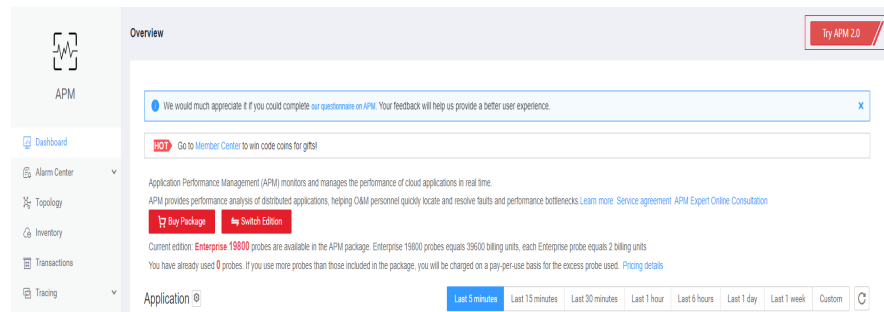 Overview
Try APM 2.0
APM
We would much appreciate it if you could complete our questionnaire on APM. Your feedback will help us provide a better user experience.
x
HOT Go to Member Center to win code coins for gifts!
Dashboard
Alarm Center
Topology
Inventory
Transactions
Tracing
Application Performance Management (APM) monitors and manages the performance of cloud applications in real time.
APM provides performance analysis of distributed applications, helping O&M personnel quickly locate and resolve faults and performance bottlenecks. Learn more Service agreement APM Expert Online Consultation
Buy Package Switch Edition
Current edition: Enterprise 19800 probes are available in the APM package. Enterprise 19800 probes equals 39600 billing units, each Enterprise probe equals 2 billing units
You have already used 0 probes. If you use more probes than those included in the package, you will be charged on a pay-per-use basis for the excess probe used. Pricing details
Application Last 5 minutes Last 15 minutes Last 30 minutes Last 1 hour Last 6 hours Last 1 day Last 1 week Custom